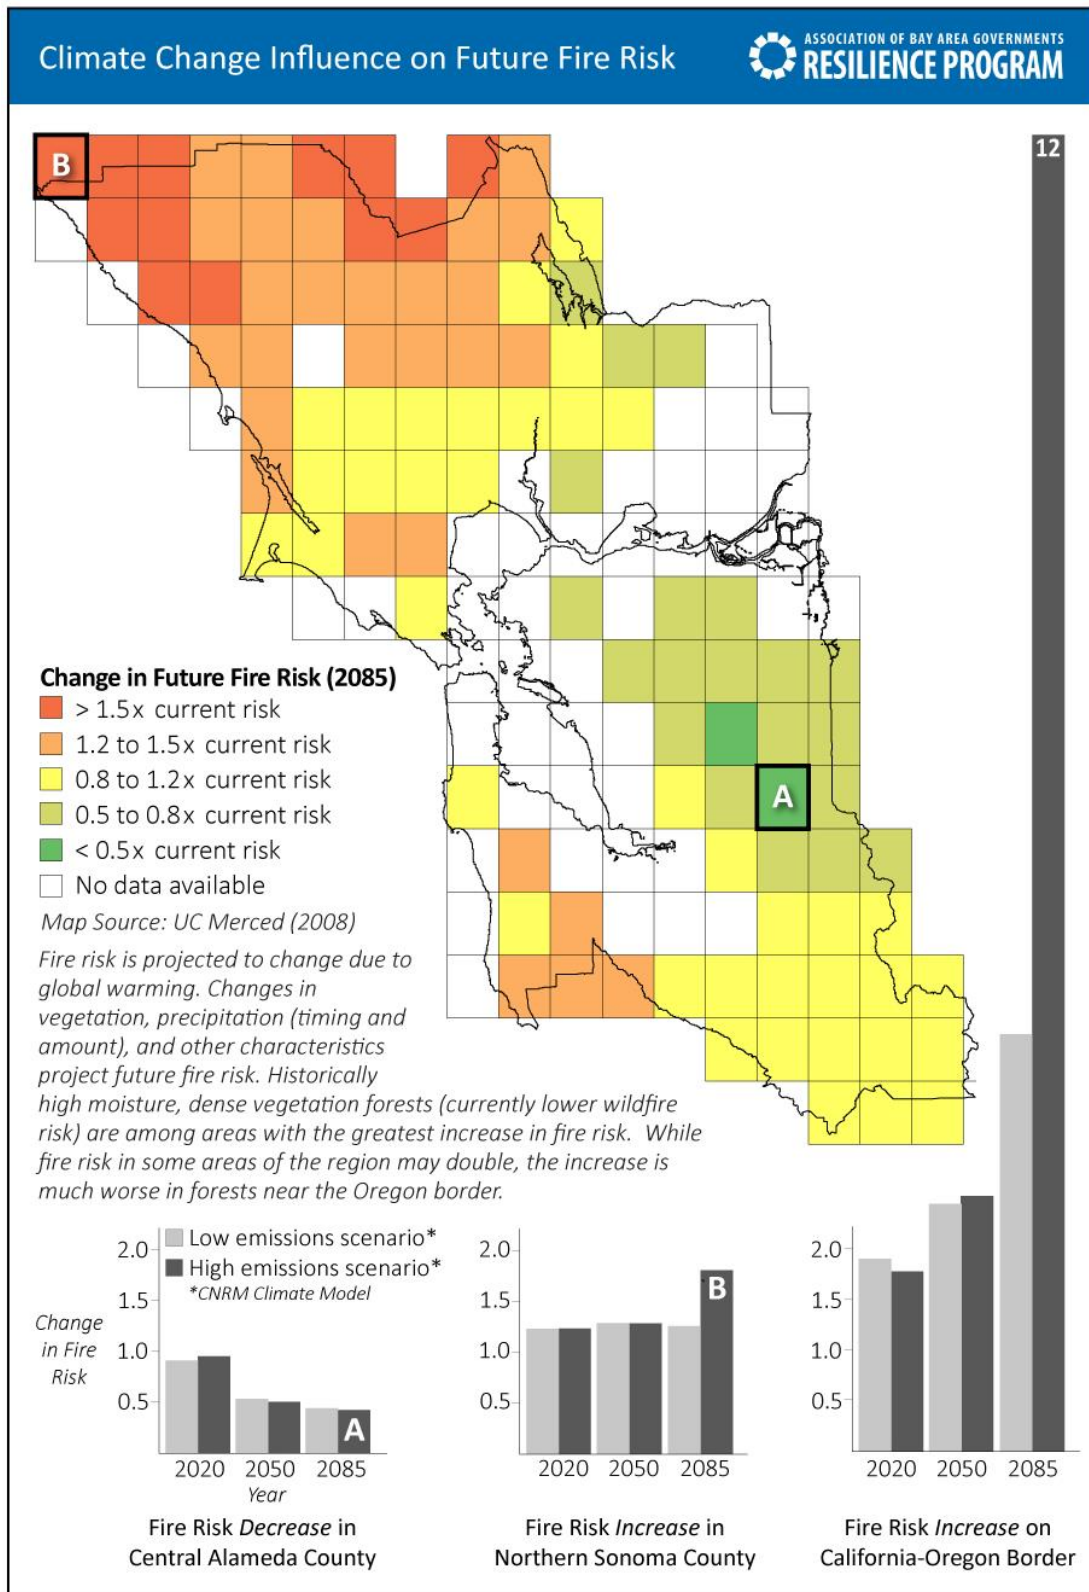 Climate Change Influence on Future Fire Risk
ASSOCIATION OF BAY AREA GOVERNMENTS
RESILIENCE PROGRAM
B
12
A
Change in Future Fire Risk (2085)
> 1.5x current risk
1.2 to 1.5x current risk
0.8 to 1.2x current risk
0.5 to 0.8x current risk
< 0.5x current risk
No data available
Map Source: UC Merced (2008)
Fire risk is projected to change due to
global warming. Changes in
vegetation, precipitation (timing and
amount), and other characteristics
project future fire risk. Historically
high moisture, dense vegetation forests (currently lower wildfire
risk) are among areas with the greatest increase in fire risk. While
fire risk in some areas of the region may double, the increase is
much worse in forests near the Oregon border.
Low emissions scenario*
High emissions scenario*
*CNRM Climate Model
Change
in Fire
Risk
2.0
1.5
1.0
0.5
A
2020 2050 2085
Year
Fire Risk Decrease in
Central Alameda County
2.0
1.5
1.0
0.5
B
2020 2050 2085
Fire Risk Increase in
Northern Sonoma County
2.0
1.5
1.0
0.5
2020 2050 2085
Fire Risk Increase on
California-Oregon Border